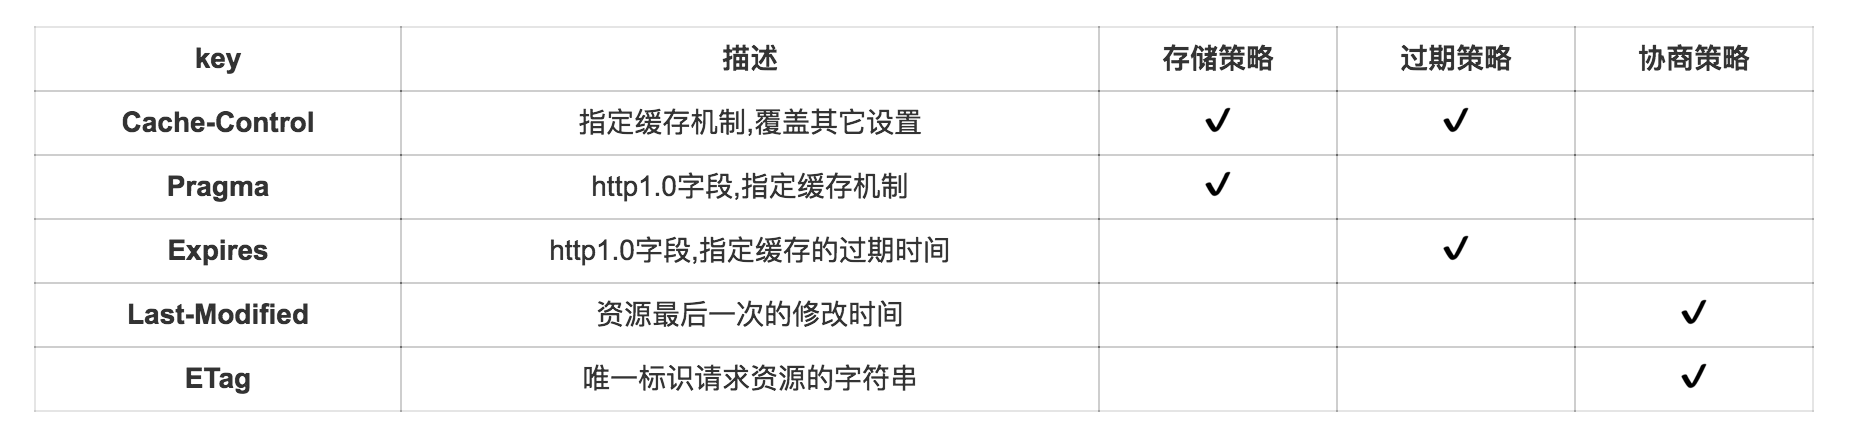 key 描述 存储策略 过期策略 协商策略
Cache-Control 指定缓存机制,覆盖其它设置 ✔ ✔
Pragma http1.0字段,指定缓存机制 ✔
Expires http1.0字段,指定缓存的过期时间 ✔
Last-Modified 资源最后一次的修改时间 ✔
ETag 唯一标识请求资源的字符串 ✔